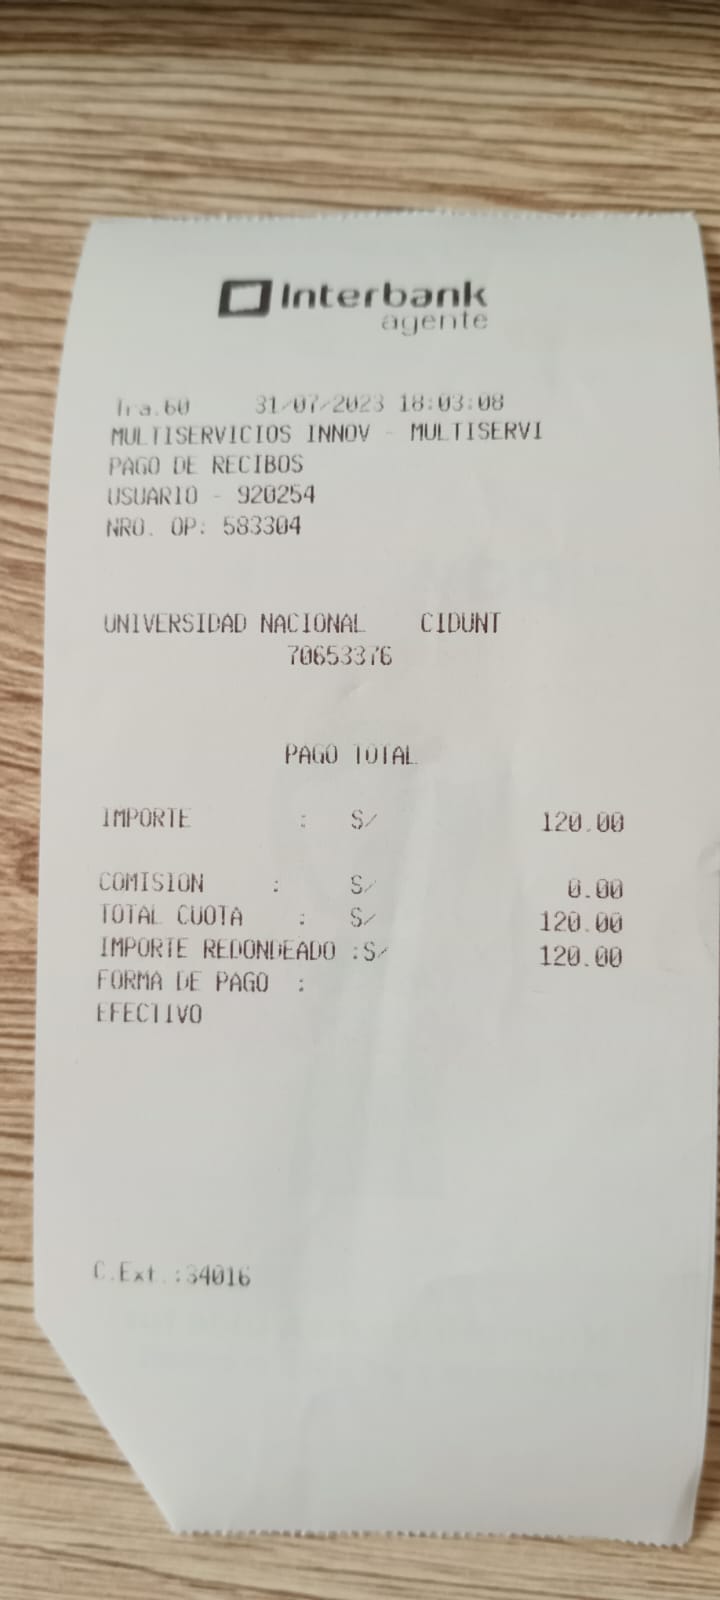 Interbank
agente
Tra.60 31/07/2023 18:03:08
MULTISERVICIOS INNOV - MULTISERVI
PAGO DE RECIBOS
USUARIO - 920254
NRO. OP: 583304
UNIVERSIDAD NACIONAL CIDUNT
70653376
PAGO TOTAL
IMPORTE : S/ 120.00
COMISION : S/ 0.00
TOTAL CUOTA : S/ 120.00
IMPORTE REDONDEADO :S/ 120.00
FORMA DE PAGO :
EFECTIVO
C.Ext.:34016